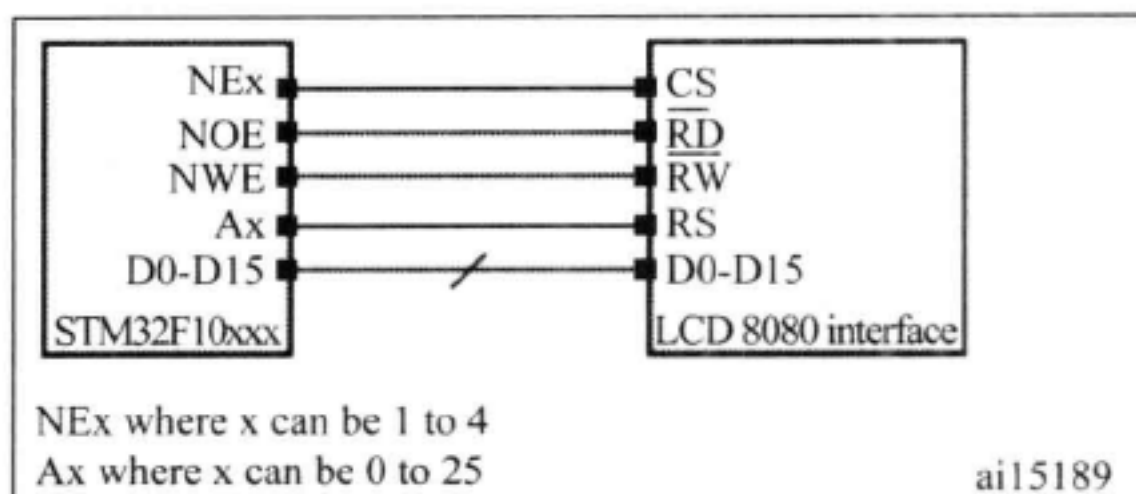 NEx CS
NOE RD
NWE RW
Ax RS
D0-D15 D0-D15
STM32F10xxx LCD 8080 interface
NEx where x can be 1 to 4
Ax where x can be 0 to 25 ai15189